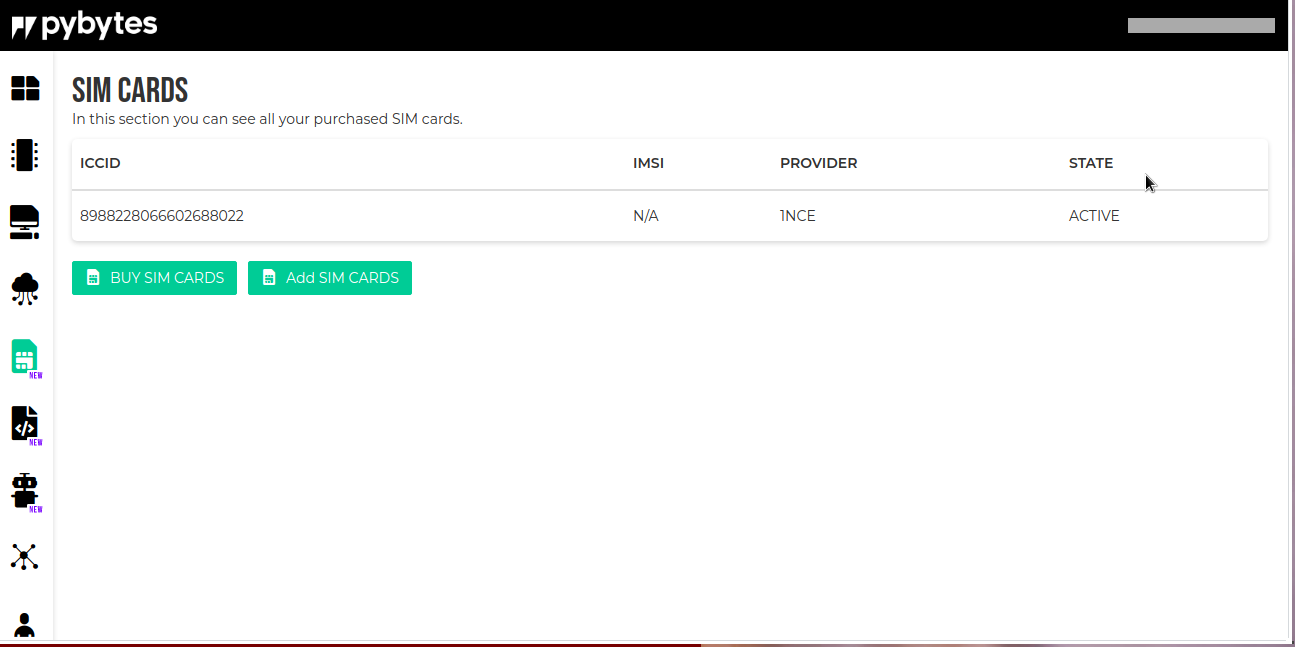 pybytes
SIM CARDS
In this section you can see all your purchased SIM cards.
ICCID IMSI PROVIDER STATE
8988228066602688022 N/A 1NCE ACTIVE
BUY SIM CARDS Add SIM CARDS
NEW
NEW
NEW